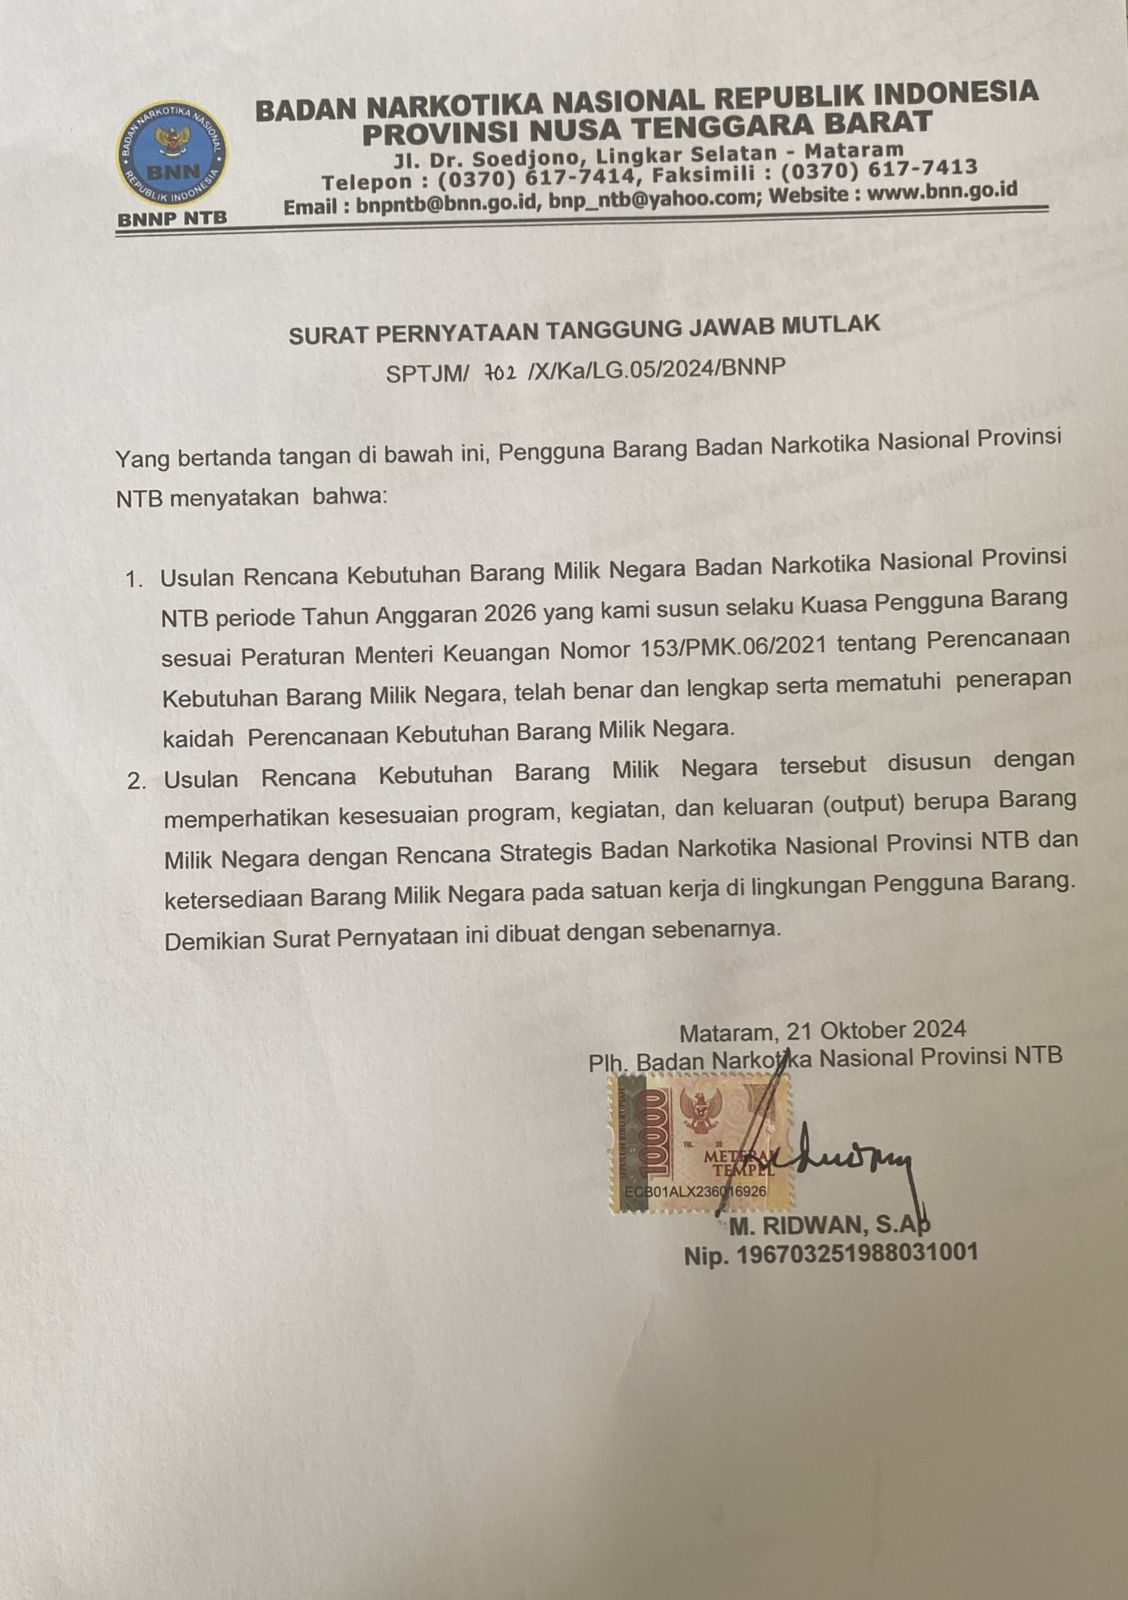 BADAN NARKOTIKA NASIONAL
BNN
REPUBLIK INDONESIA
BNNP NTB
BADAN NARKOTIKA NASIONAL REPUBLIK INDONESIA
PROVINSI NUSA TENGGARA BARAT
Jl. Dr. Soedjono, Lingkar Selatan - Mataram
Telepon : (0370) 617-7414, Faksimili : (0370) 617-7413
Email : bnpntb@bnn.go.id, bnp_ntb@yahoo.com; Website : www.bnn.go.id
SURAT PERNYATAAN TANGGUNG JAWAB MUTLAK
SPTJM/ 702 /X/Ka/LG.05/2024/BNNP
Yang bertanda tangan di bawah ini, Pengguna Barang Badan Narkotika Nasional Provinsi
NTB menyatakan bahwa:
1. Usulan Rencana Kebutuhan Barang Milik Negara Badan Narkotika Nasional Provinsi
NTB periode Tahun Anggaran 2026 yang kami susun selaku Kuasa Pengguna Barang
sesuai Peraturan Menteri Keuangan Nomor 153/PMK.06/2021 tentang Perencanaan
Kebutuhan Barang Milik Negara, telah benar dan lengkap serta mematuhi penerapan
kaidah Perencanaan Kebutuhan Barang Milik Negara.
2. Usulan Rencana Kebutuhan Barang Milik Negara tersebut disusun dengan
memperhatikan kesesuaian program, kegiatan, dan keluaran (output) berupa Barang
Milik Negara dengan Rencana Strategis Badan Narkotika Nasional Provinsi NTB dan
ketersediaan Barang Milik Negara pada satuan kerja di lingkungan Pengguna Barang.
Demikian Surat Pernyataan ini dibuat dengan sebenarnya.
Mataram, 21 Oktober 2024
Plh. Badan Narkotika Nasional Provinsi NTB
SEPULUH RIBU RUPIAH
10000
TGL. 20
METERAI
TEMPEL
ECB01ALX236016926
M. RIDWAN, S.Ap
Nip. 196703251988031001